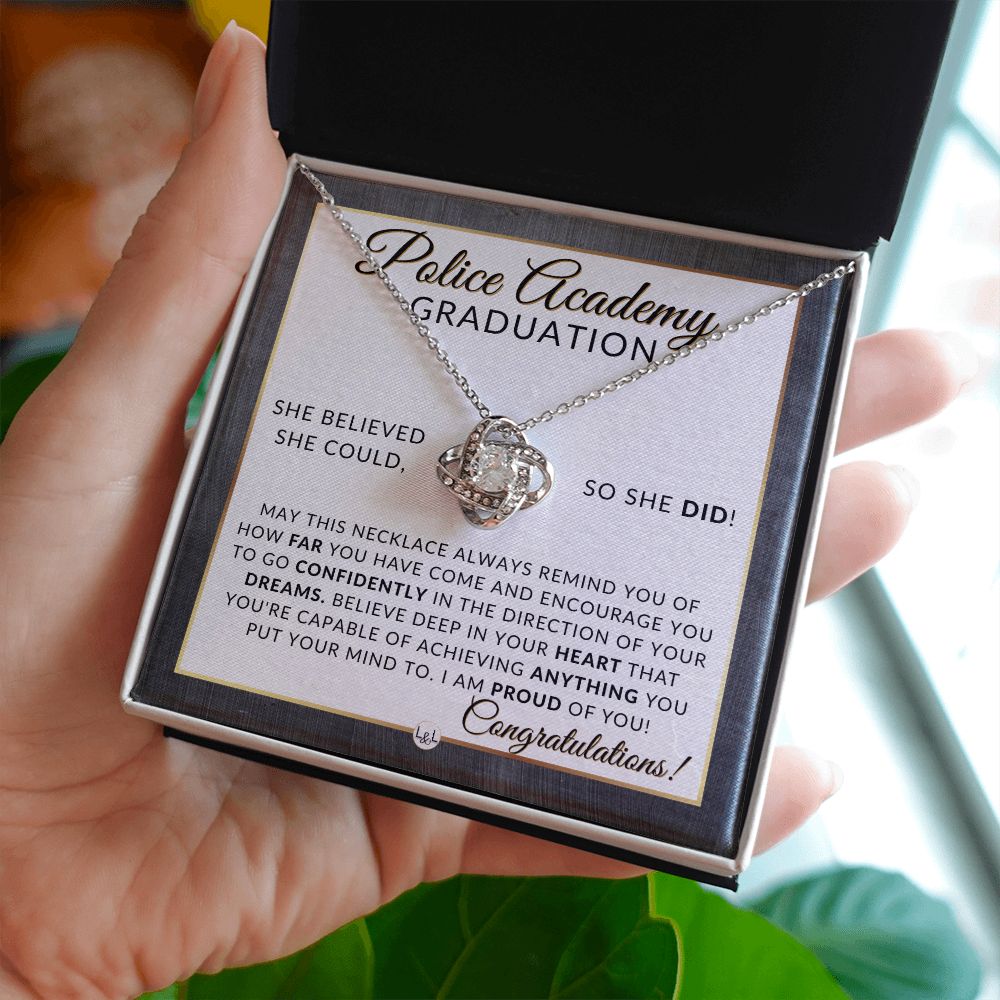 Police Academy
GRADUATION
SHE BELIEVED
SHE COULD,
SO SHE DID!
MAY THIS NECKLACE ALWAYS REMIND YOU OF
HOW FAR YOU HAVE COME AND ENCOURAGE YOU
TO GO CONFIDENTLY IN THE DIRECTION OF YOUR
DREAMS. BELIEVE DEEP IN YOUR HEART THAT
YOU'RE CAPABLE OF ACHIEVING ANYTHING YOU
PUT YOUR MIND TO. I AM PROUD OF YOU!
Congratulations!
L&L